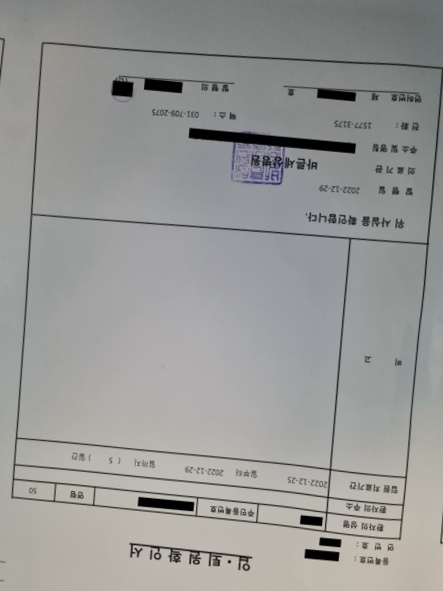 등록번호 :
연 번 호 :
입·퇴원확인서
환자의 성명 주민등록번호 연령 50
환자의 주소
입원 치료기간 2022-12-25 일부터 2022-12-29 일까지 ( 5 ) 일간
비 고
위 사실을 확인합니다.
발 행 일 2022-12-29
의 료 기 관 바른세상병원
주소 및 명칭
전 화 : 1577-3175 팩 스 : 031-709-2075
면허번호 제 호 발 행 의